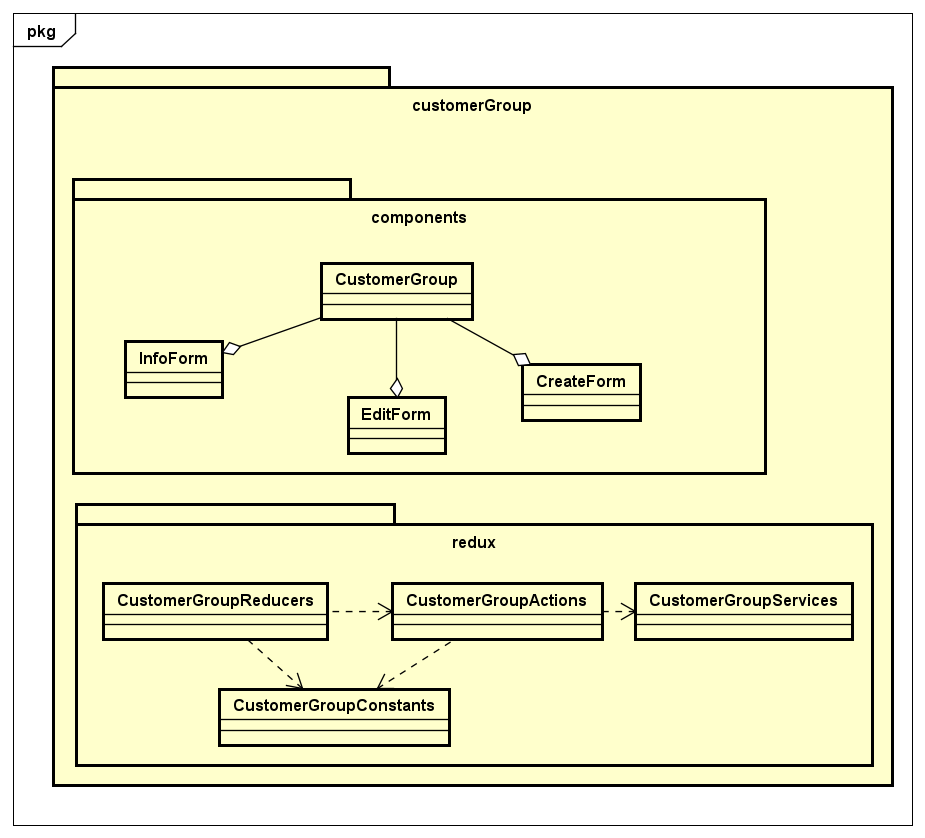 pkg
customerGroup
components
CustomerGroup
InfoForm
CreateForm
EditForm
redux
CustomerGroupReducers
CustomerGroupActions
CustomerGroupServices
CustomerGroupConstants